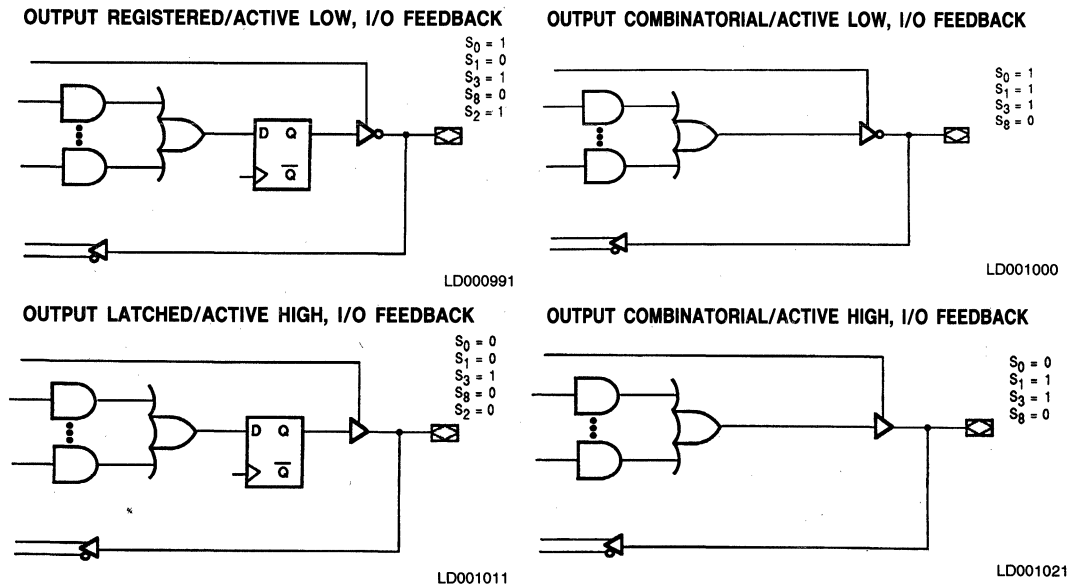 OUTPUT REGISTERED/ACTIVE LOW, I/O FEEDBACK
S0 = 1
S1 = 0
S3 = 1
S8 = 0
S2 = 1
D Q
Q̅
LD000991
OUTPUT COMBINATORIAL/ACTIVE LOW, I/O FEEDBACK
S0 = 1
S1 = 1
S3 = 1
S8 = 0
LD001000
OUTPUT LATCHED/ACTIVE HIGH, I/O FEEDBACK
S0 = 0
S1 = 0
S3 = 1
S8 = 0
S2 = 0
D Q
Q̅
LD001011
OUTPUT COMBINATORIAL/ACTIVE HIGH, I/O FEEDBACK
S0 = 0
S1 = 1
S3 = 1
S8 = 0
LD001021